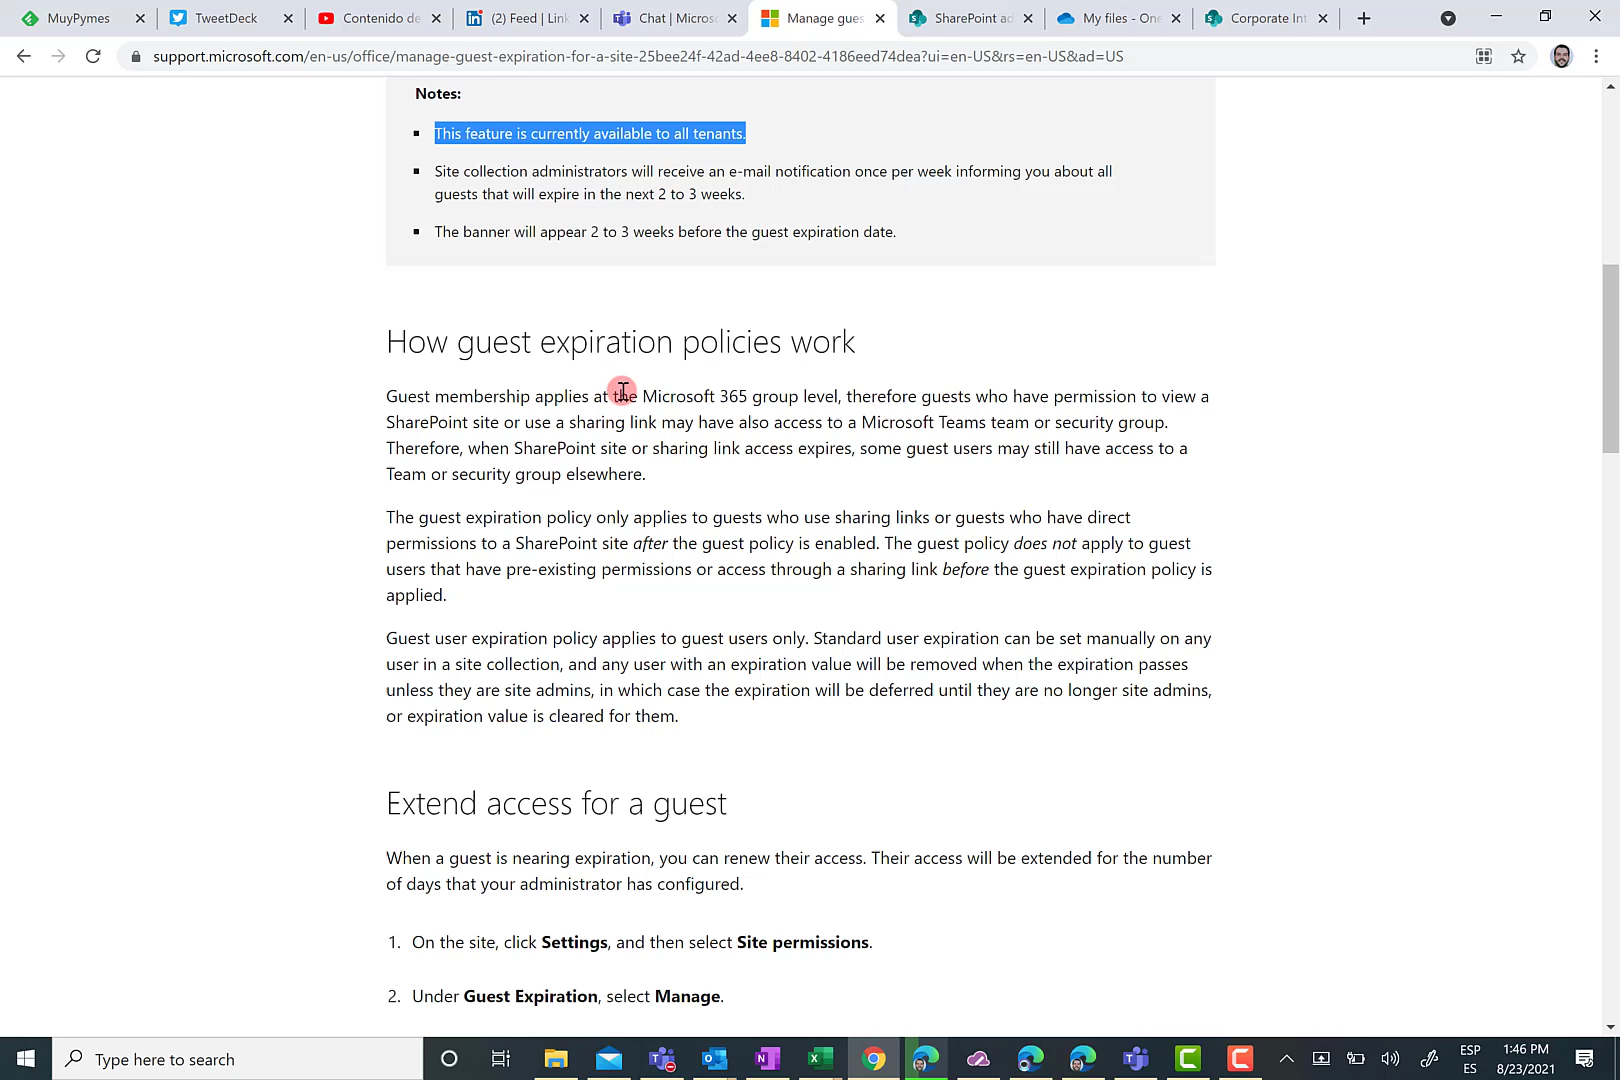 MuyPymes
TweetDeck
Contenido de
(2) Feed | Link
Chat | Micros
Manage gues
SharePoint ad
My files - One
Corporate Int
support.microsoft.com/en-us/office/manage-guest-expiration-for-a-site-25bee24f-42ad-4ee8-8402-4186eed74dea?ui=en-US&rs=en-US&ad=US
Notes:
This feature is currently available to all tenants.
Site collection administrators will receive an e-mail notification once per week informing you about all
guests that will expire in the next 2 to 3 weeks.
The banner will appear 2 to 3 weeks before the guest expiration date.
How guest expiration policies work
Guest membership applies at the Microsoft 365 group level, therefore guests who have permission to view a
SharePoint site or use a sharing link may have also access to a Microsoft Teams team or security group.
Therefore, when SharePoint site or sharing link access expires, some guest users may still have access to a
Team or security group elsewhere.
The guest expiration policy only applies to guests who use sharing links or guests who have direct
permissions to a SharePoint site after the guest policy is enabled. The guest policy does not apply to guest
users that have pre-existing permissions or access through a sharing link before the guest expiration policy is
applied.
Guest user expiration policy applies to guest users only. Standard user expiration can be set manually on any
user in a site collection, and any user with an expiration value will be removed when the expiration passes
unless they are site admins, in which case the expiration will be deferred until they are no longer site admins,
or expiration value is cleared for them.
Extend access for a guest
When a guest is nearing expiration, you can renew their access. Their access will be extended for the number
of days that your administrator has configured.
1. On the site, click Settings, and then select Site permissions.
2. Under Guest Expiration, select Manage.
Type here to search
ESP
ES
1:46 PM
8/23/2021